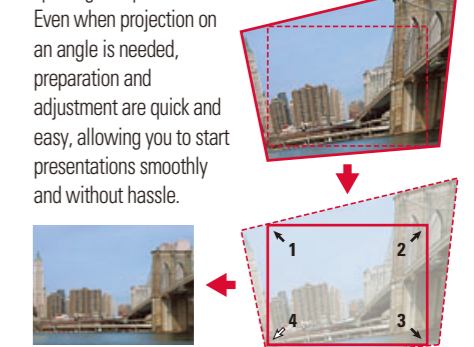 Even when projection on
an angle is needed,
preparation and
adjustment are quick and
easy, allowing you to start
presentations smoothly
and without hassle.
1
2
4
3